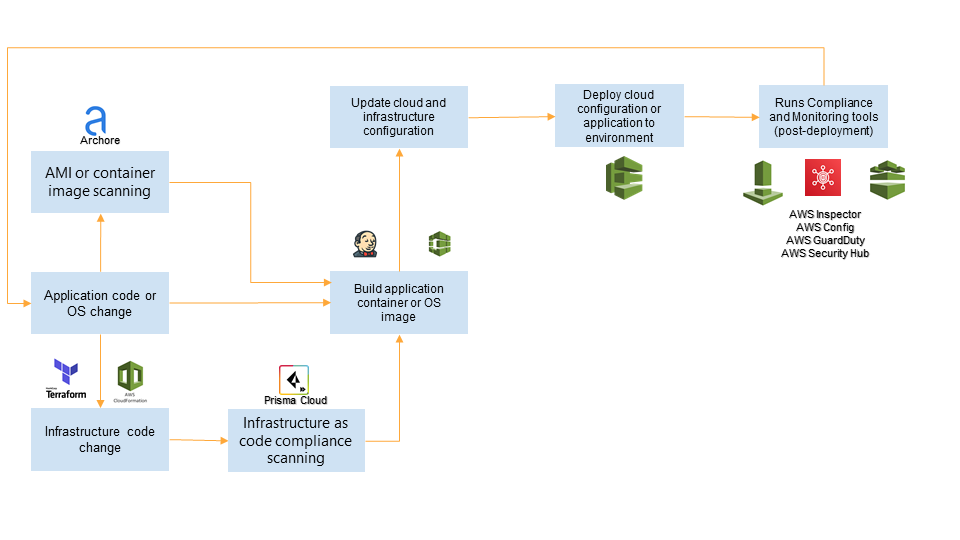 Update cloud and
infrastructure
configuration
Deploy cloud
configuration or
application to
environment
Runs Compliance
and Monitoring tools
(post-deployment)
a
Archore
AMI or container
image scanning
AWS Inspector
AWS Config
AWS GuardDuty
AWS Security Hub
Application code or
OS change
Build application
container or OS
image
Terraform
AWS
CloudFormation
Prisma Cloud
Infrastructure code
change
Infrastructure as
code compliance
scanning